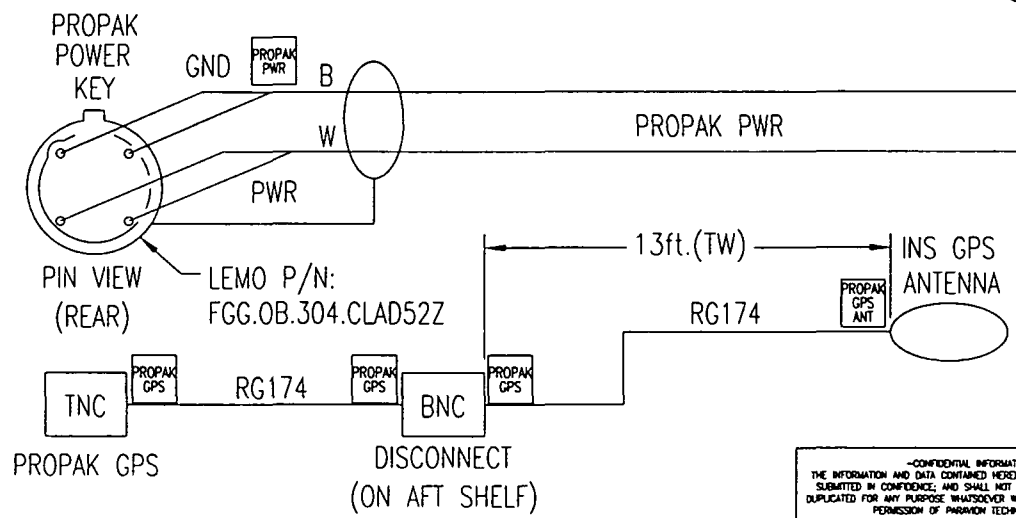 PROPAK
POWER
KEY
GND
PROPAK
PWR
B
W
PROPAK PWR
PWR
PIN VIEW
(REAR)
LEMO P/N:
FGG.0B.304.CLAD52Z
13ft.(TW)
INS GPS
ANTENNA
PROPAK
GPS
ANT
RG174
TNC
PROPAK
GPS
RG174
PROPAK
GPS
BNC
PROPAK
GPS
PROPAK GPS
DISCONNECT
(ON AFT SHELF)
-CONFIDENTIAL INFORMAT
THE INFORMATION AND DATA CONTAINED HERE
SUBMITTED IN CONFIDENCE; AND SHALL NOT
DUPLICATED FOR ANY PURPOSE WHATSOEVER W
PERMISSION OF PARAVION TECH